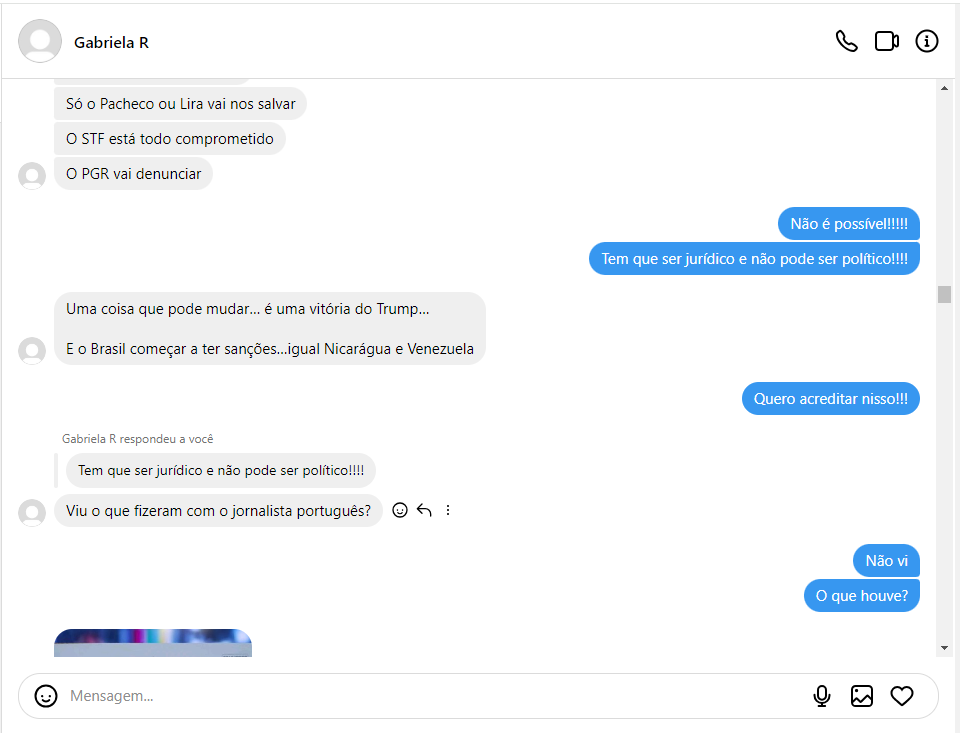 Gabriela R
Só o Pacheco ou Lira vai nos salvar
O STF está todo comprometido
O PGR vai denunciar
Não é possível!!!!!
Tem que ser jurídico e não pode ser político!!!!
Uma coisa que pode mudar... é uma vitória do Trump...
E o Brasil começar a ter sanções...igual Nicarágua e Venezuela
Quero acreditar nisso!!!
Gabriela R respondeu a você
Tem que ser jurídico e não pode ser político!!!!
Viu o que fizeram com o jornalista português?
Não vi
O que houve?
Mensagem...